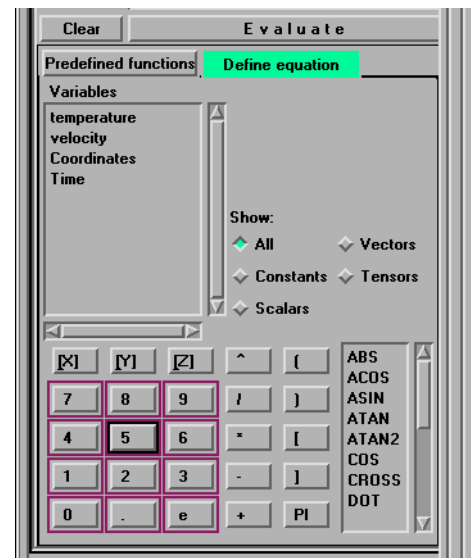 Clear Evaluate
Predefined functions Define equation
Variables
temperature
velocity
Coordinates
Time
Show:
All Vectors
Constants Tensors
Scalars
[X] [Y] [Z] ^ (
7 8 9 / )
4 5 6 * [
1 2 3 - ]
0 . e + PI
ABS
ACOS
ASIN
ATAN
ATAN2
COS
CROSS
DOT